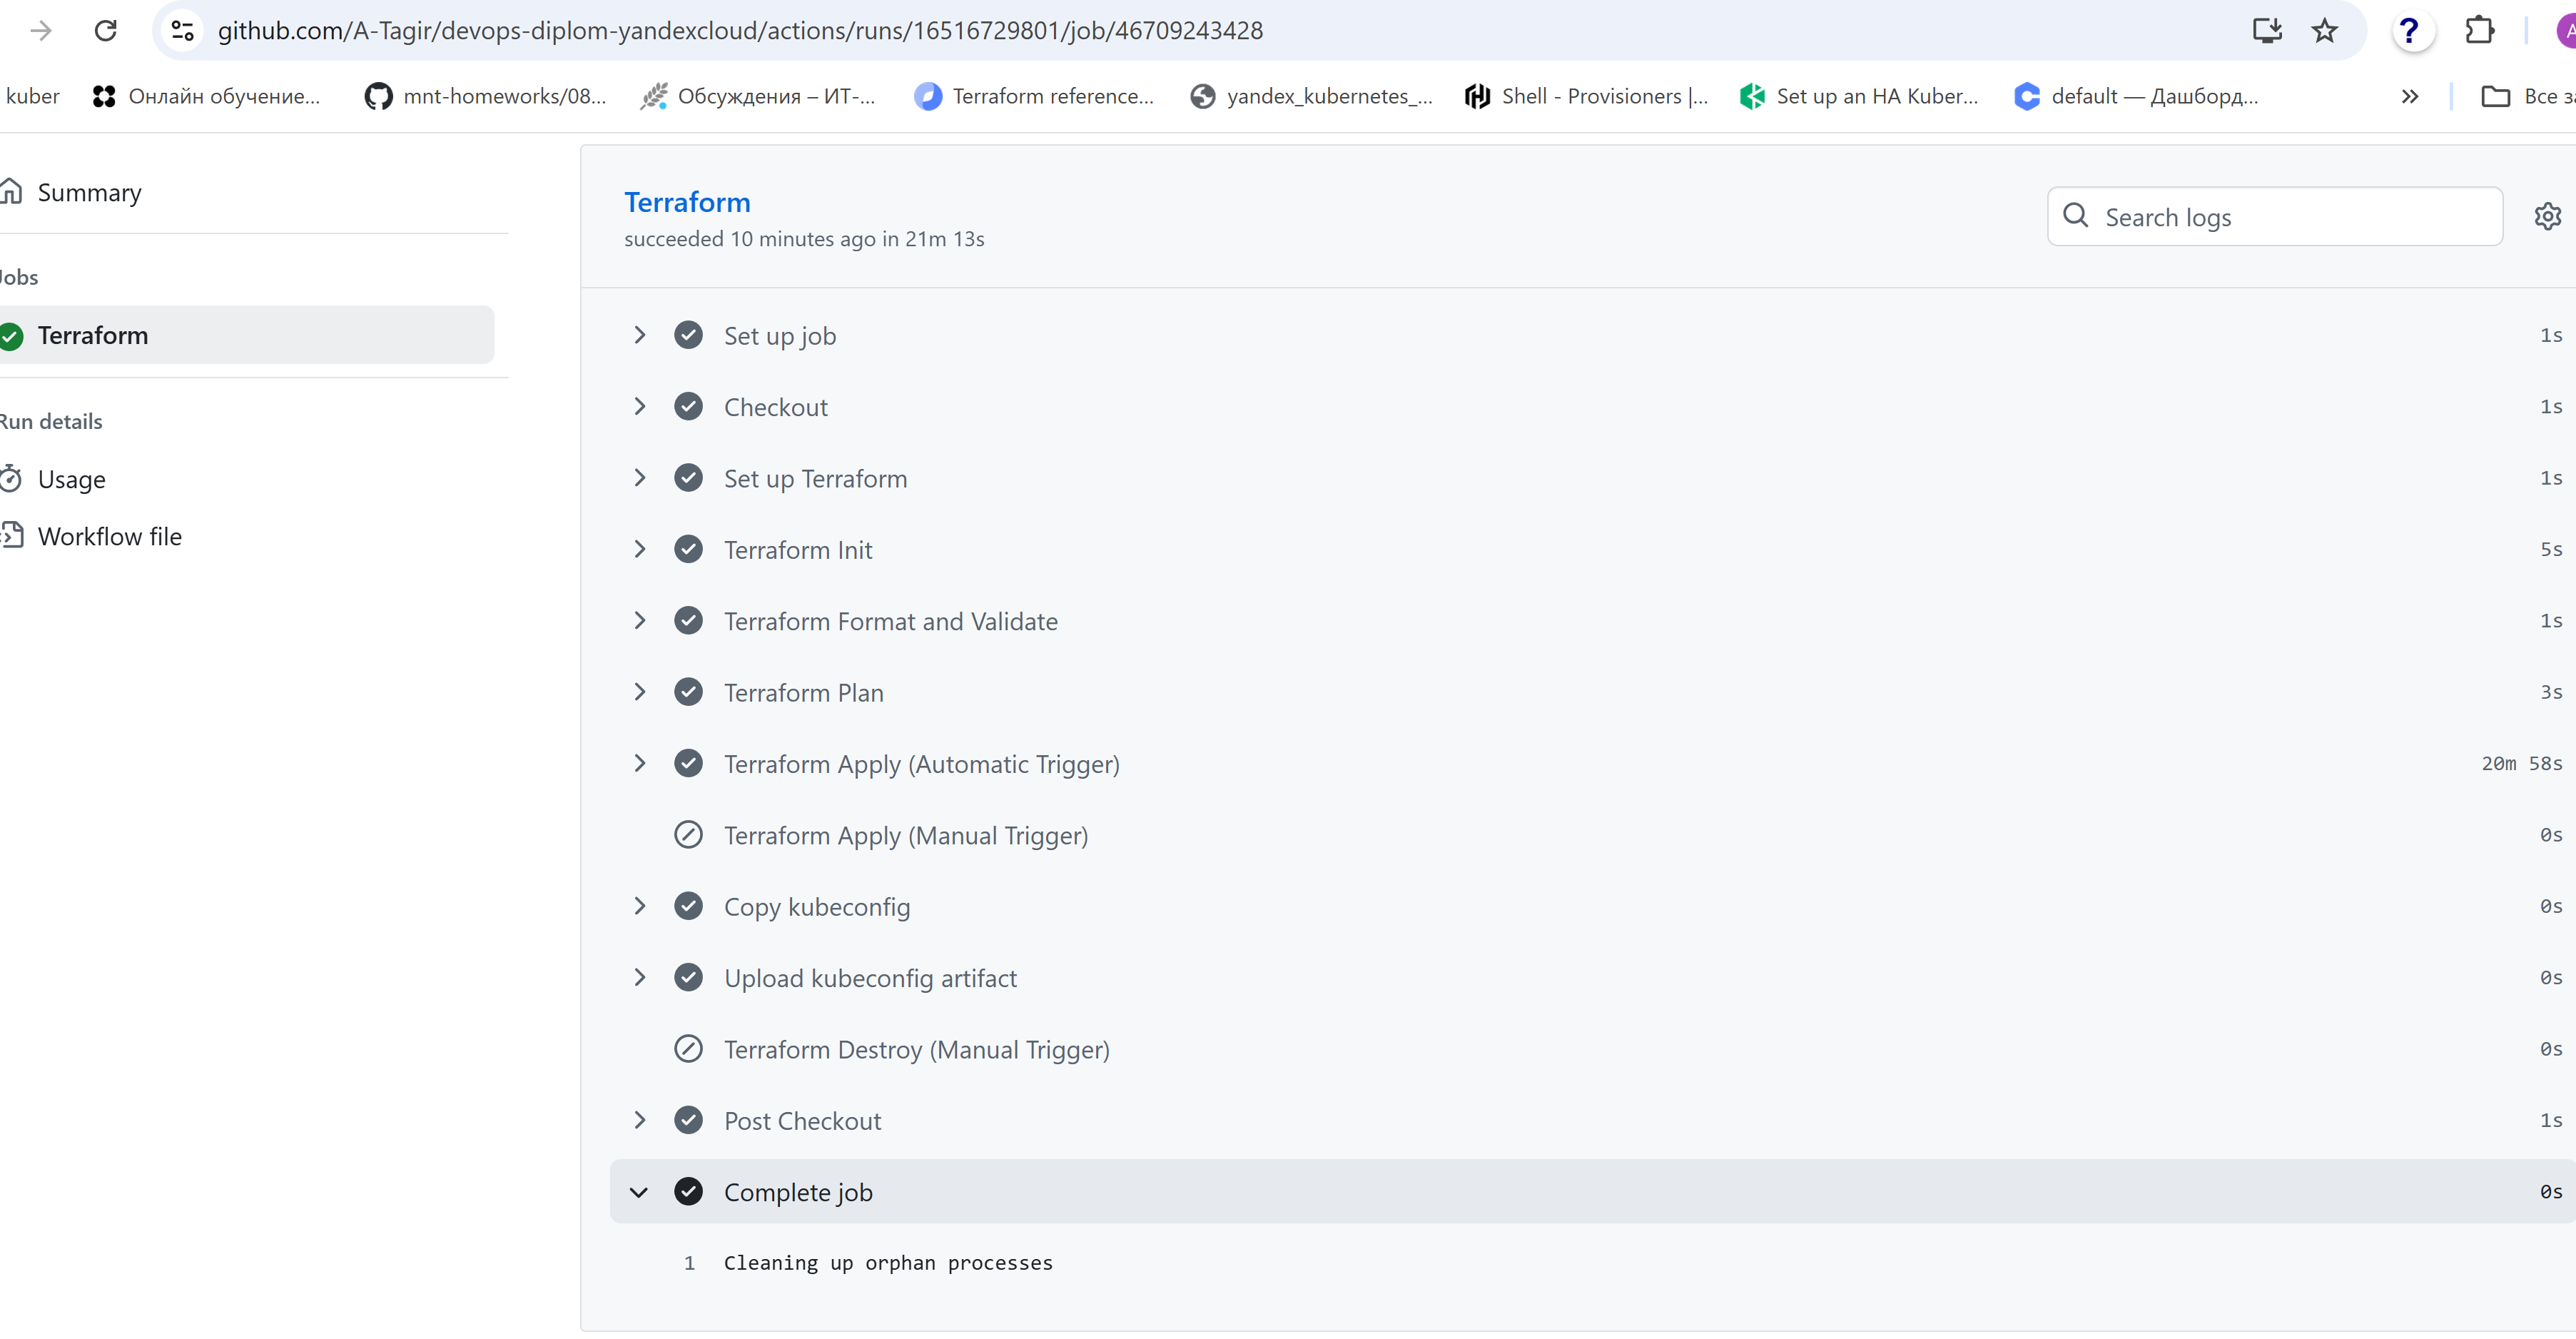 github.com/A-Tagir/devops-diplom-yandexcloud/actions/runs/16516729801/job/46709243428
kuber
Онлайн обучение...
mnt-homeworks/08...
Обсуждения – ИТ-...
Terraform reference...
yandex_kubernetes_...
Shell - Provisioners |...
Set up an HA Kuber...
default — Дашборд...
Все
Summary
Jobs
Terraform
Run details
Usage
Workflow file
Terraform
succeeded 10 minutes ago in 21m 13s
Search logs
Set up job 1s
Checkout 1s
Set up Terraform 1s
Terraform Init 5s
Terraform Format and Validate 1s
Terraform Plan 3s
Terraform Apply (Automatic Trigger) 20m 58s
Terraform Apply (Manual Trigger) 0s
Copy kubeconfig 0s
Upload kubeconfig artifact 0s
Terraform Destroy (Manual Trigger) 0s
Post Checkout 1s
Complete job 0s
1 Cleaning up orphan processes